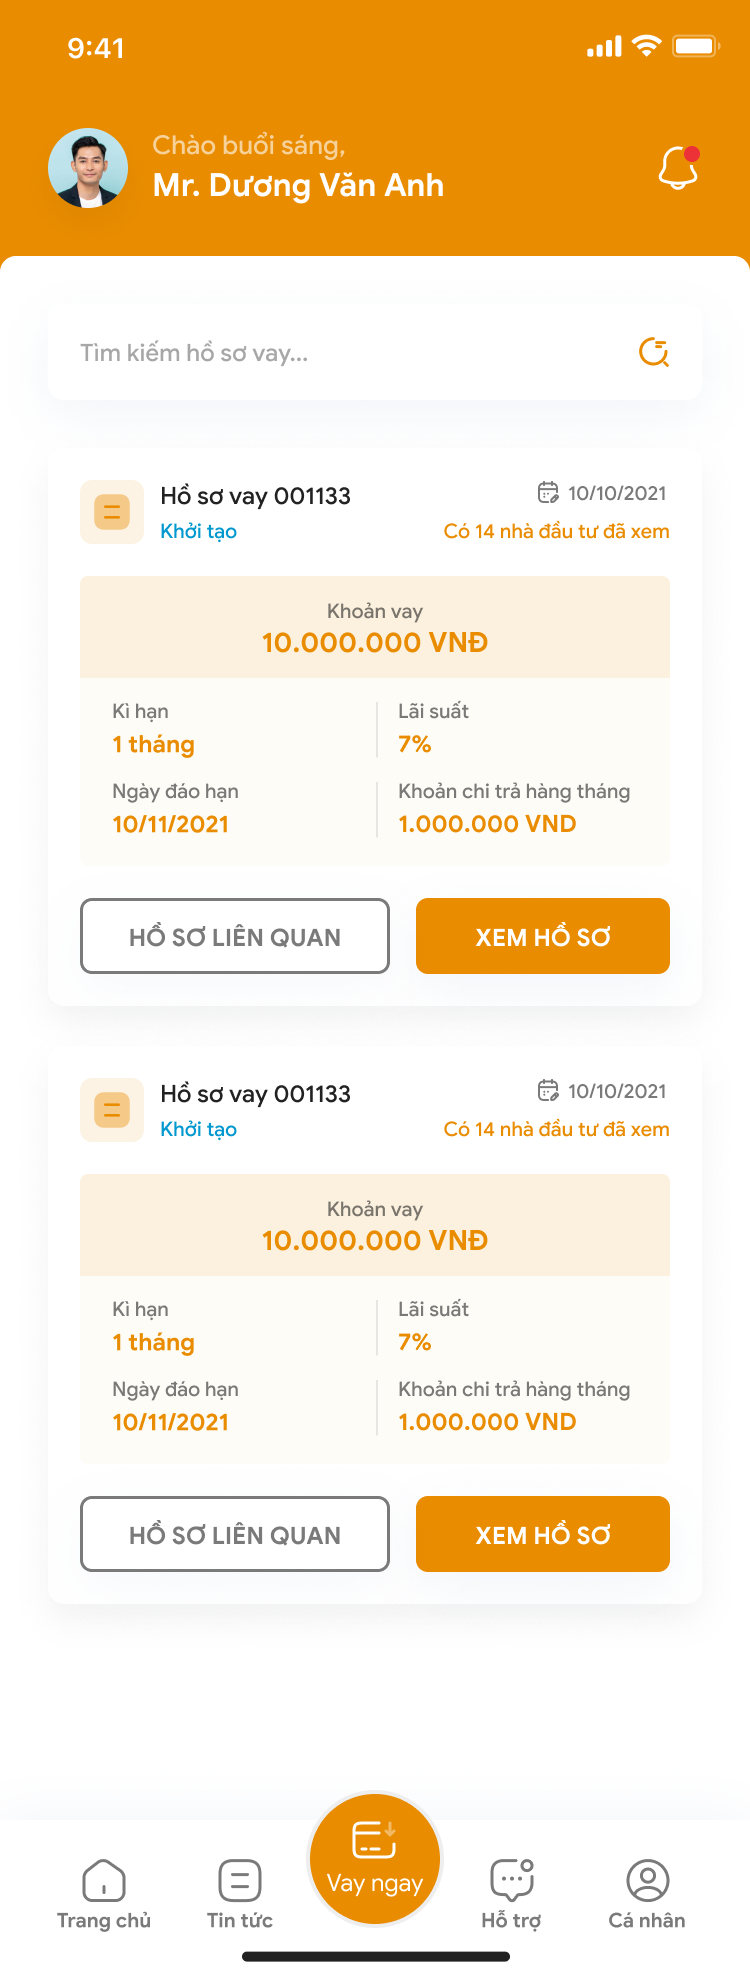 9:41
Chào buổi sáng,
Mr. Dương Văn Anh
Tìm kiếm hồ sơ vay...
Hồ sơ vay 001133
10/10/2021
Khởi tạo
Có 14 nhà đầu tư đã xem
Khoản vay
10.000.000 VNĐ
Kì hạn
Lãi suất
1 tháng
7%
Ngày đáo hạn
Khoản chi trả hàng tháng
10/11/2021
1.000.000 VND
HỒ SƠ LIÊN QUAN
XEM HỒ SƠ
Hồ sơ vay 001133
10/10/2021
Khởi tạo
Có 14 nhà đầu tư đã xem
Khoản vay
10.000.000 VNĐ
Kì hạn
Lãi suất
1 tháng
7%
Ngày đáo hạn
Khoản chi trả hàng tháng
10/11/2021
1.000.000 VND
HỒ SƠ LIÊN QUAN
XEM HỒ SƠ
Vay ngay
Trang chủ
Tin tức
Hỗ trợ
Cá nhân